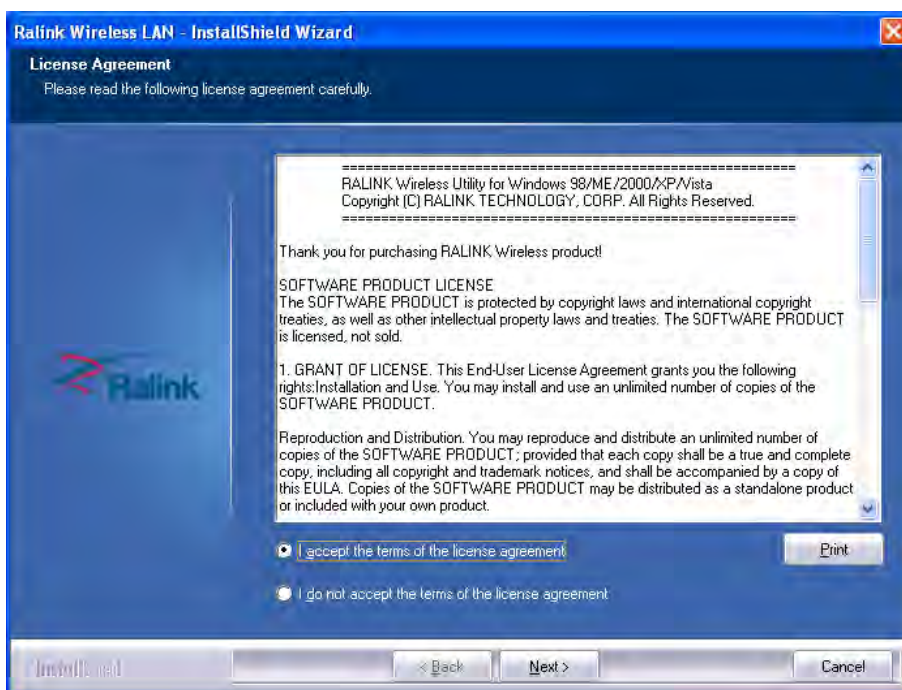 Ralink Wireless LAN - InstallShield Wizard
License Agreement
Please read the following license agreement carefully.
===========================================================
RALINK Wireless Utility for Windows 98/ME/2000/XP/Vista
Copyright (C) RALINK TECHNOLOGY, CORP. All Rights Reserved.
===========================================================
Thank you for purchasing RALINK Wireless product!
SOFTWARE PRODUCT LICENSE
The SOFTWARE PRODUCT is protected by copyright laws and international copyright
treaties, as well as other intellectual property laws and treaties. The SOFTWARE PRODUCT
is licensed, not sold.
1. GRANT OF LICENSE. This End-User License Agreement grants you the following
rights:Installation and Use. You may install and use an unlimited number of copies of the
SOFTWARE PRODUCT.
Reproduction and Distribution. You may reproduce and distribute an unlimited number of
copies of the SOFTWARE PRODUCT; provided that each copy shall be a true and complete
copy, including all copyright and trademark notices, and shall be accompanied by a copy of
this EULA. Copies of the SOFTWARE PRODUCT may be distributed as a standalone product
or included with your own product.
Ralink
I accept the terms of the license agreement
Print
I do not accept the terms of the license agreement
InstallShield
< Back
Next >
Cancel